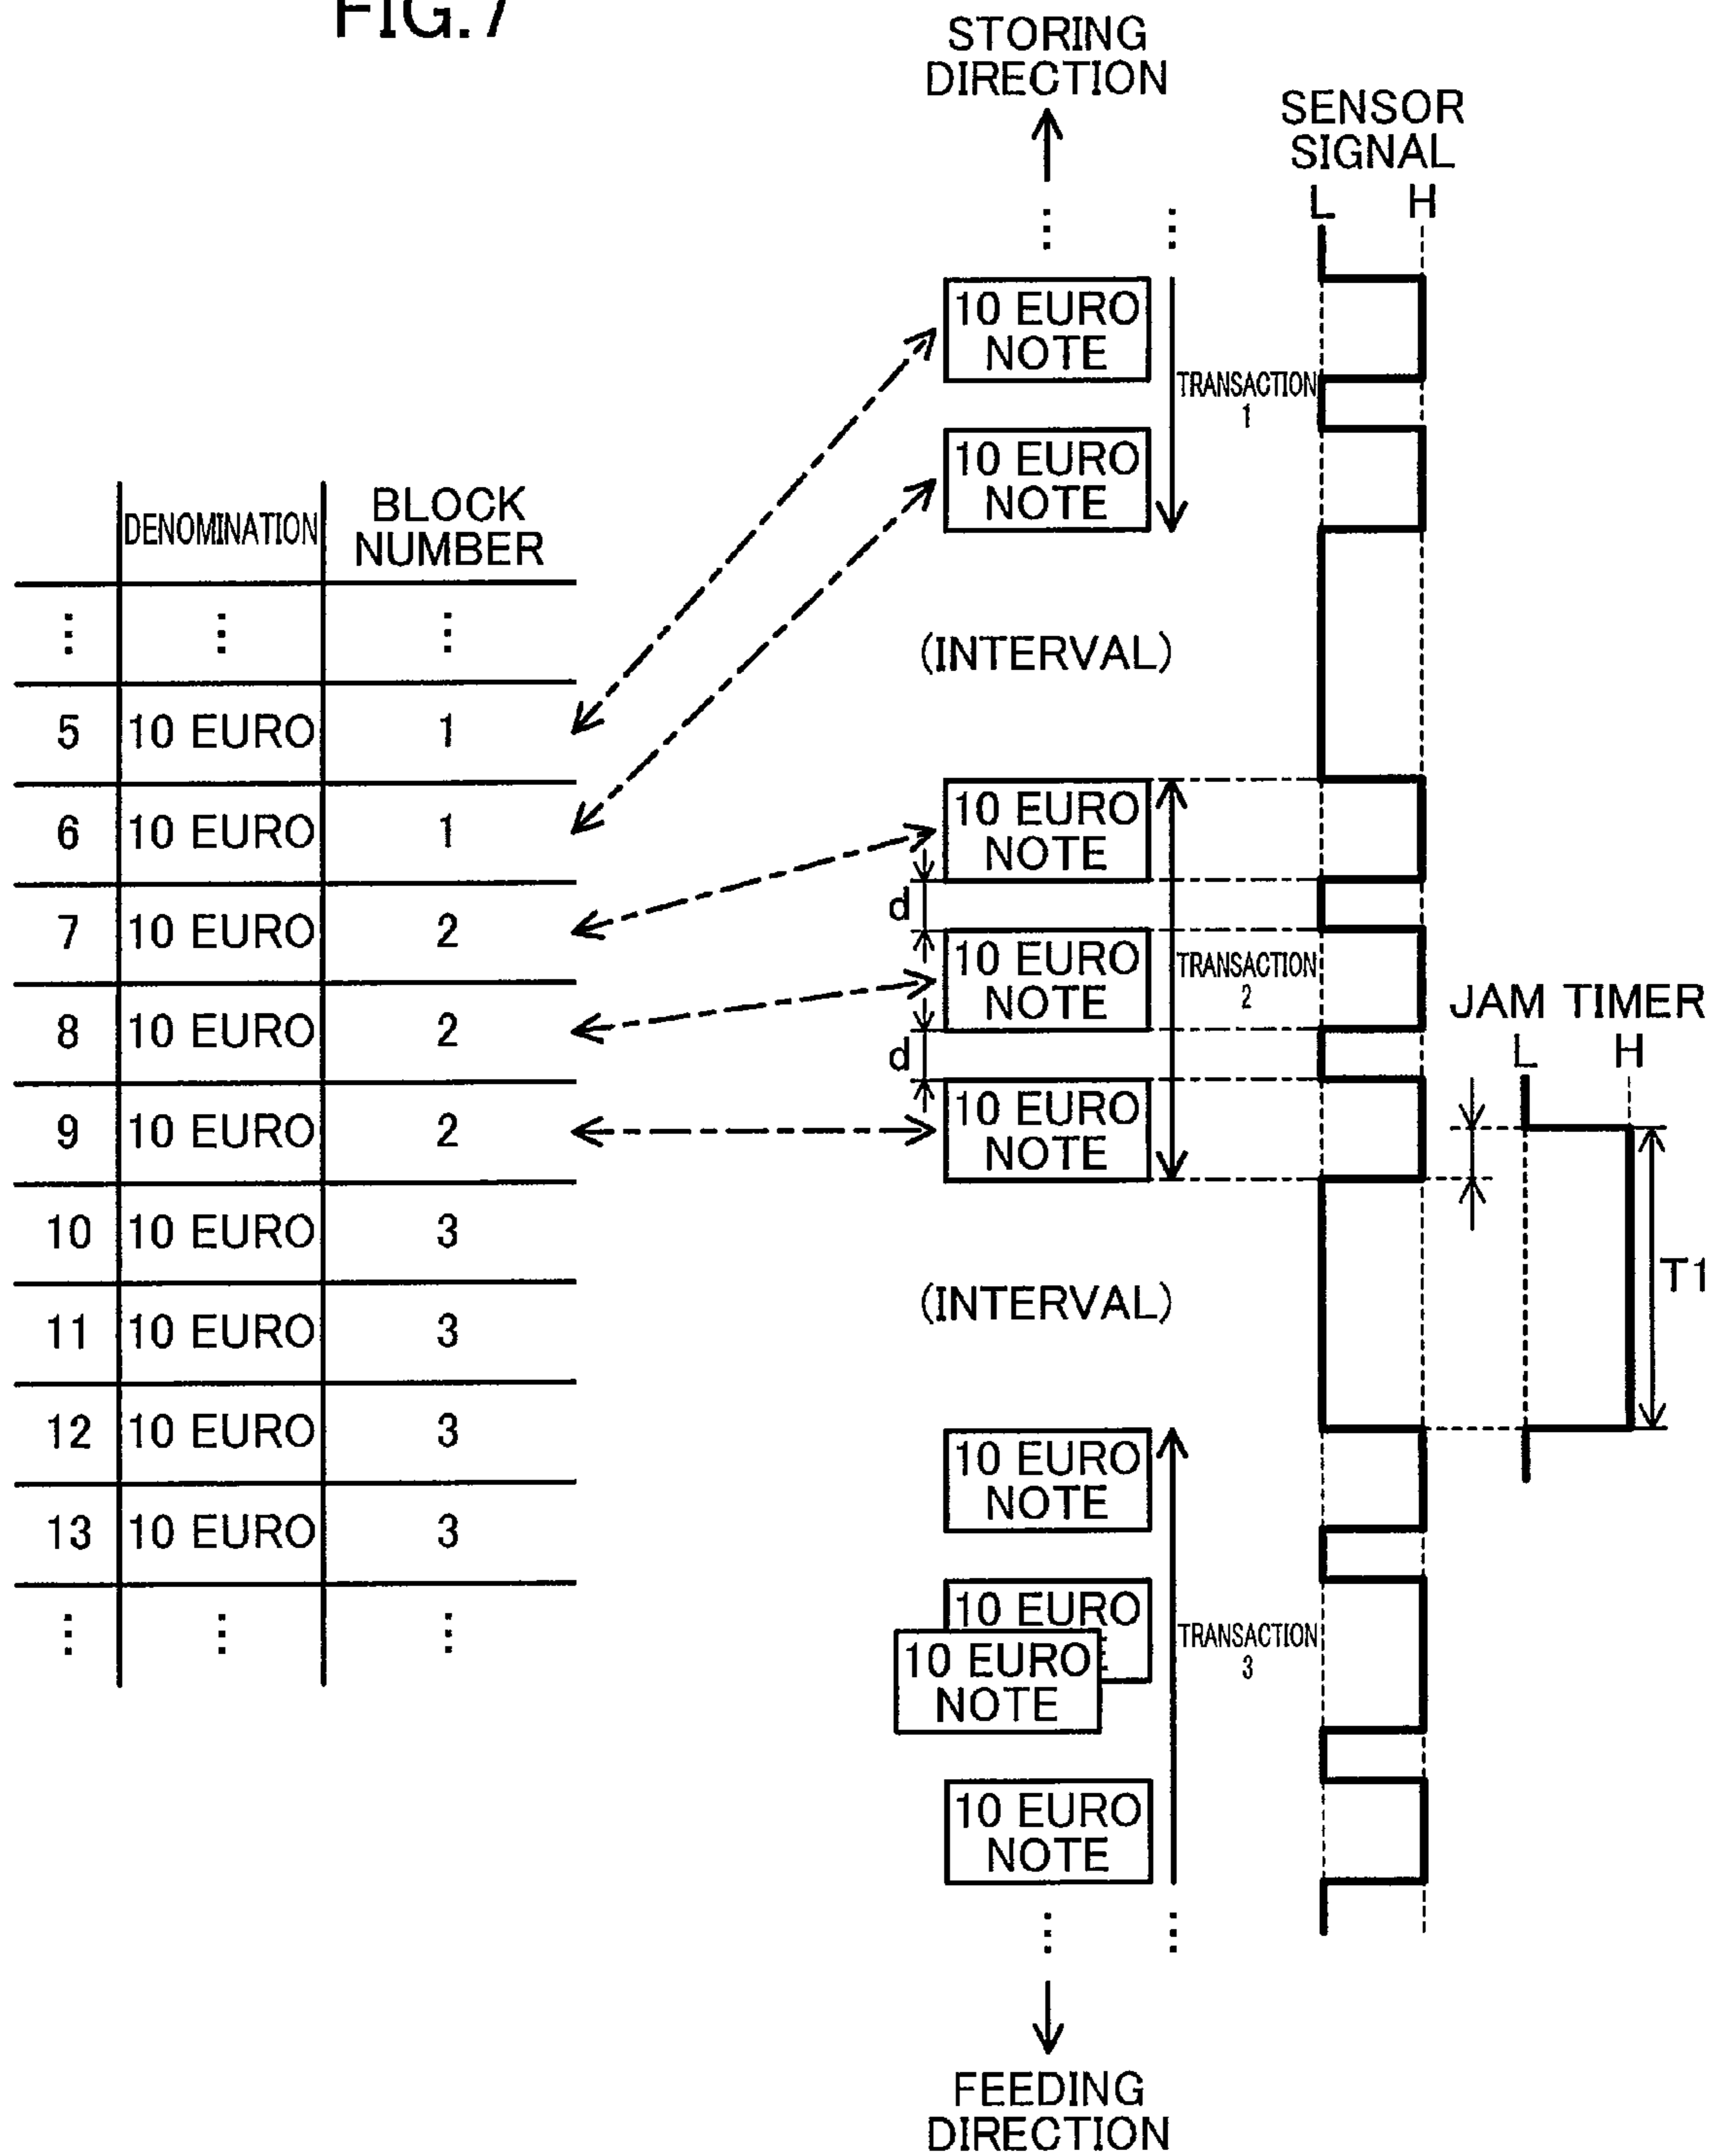 FIG.7
STORING
DIRECTION
SENSOR
SIGNAL
L H
10 EURO
NOTE
TRANSACTION
1
10 EURO
NOTE
(INTERVAL)
DENOMINATION
BLOCK
NUMBER
5 10 EURO 1
6 10 EURO 1
7 10 EURO 2
8 10 EURO 2
9 10 EURO 2
10 10 EURO 3
11 10 EURO 3
12 10 EURO 3
13 10 EURO 3
10 EURO
NOTE
d
10 EURO
NOTE
TRANSACTION
2
d
10 EURO
NOTE
JAM TIMER
L H
T1
(INTERVAL)
10 EURO
NOTE
10 EURO
10 EURO
NOTE
TRANSACTION
3
10 EURO
NOTE
FEEDING
DIRECTION